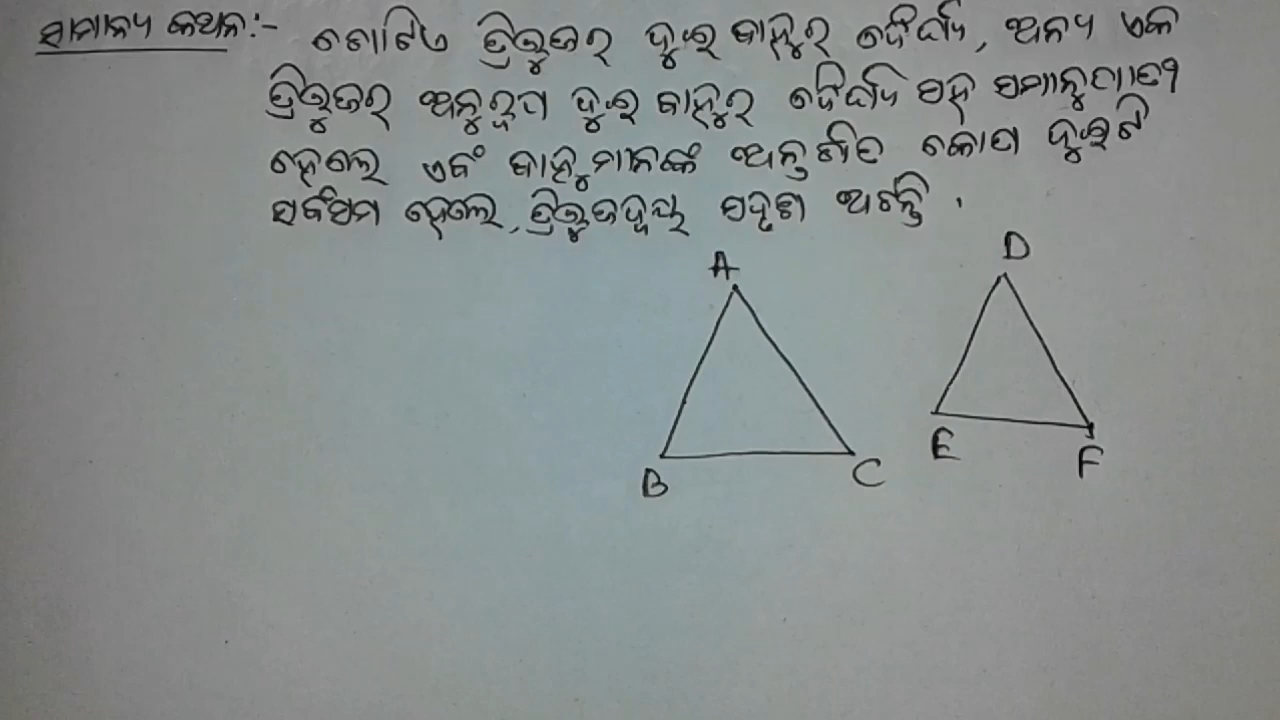 ସାମାନ୍ୟ କଥନ:- ଗୋଟିଏ ତ୍ରିଭୁଜର ଦୁଇ ବାହୁର ଦୈର୍ଘ୍ୟ, ଅନ୍ୟ ଏକ
ତ୍ରିଭୁଜର ଅନୁରୂପ ଦୁଇ ବାହୁର ଦୈର୍ଘ୍ୟ ସହ ସମାନୁପାତୀ
ହେଲେ ଏବଂ ବାହୁମାନଙ୍କ ଅନ୍ତର୍ଗତ କୋଣ ଦୁଇଟି
ସର୍ବସମ ହେଲେ, ତ୍ରିଭୁଜଦ୍ୱୟ ସଦୃଶ ଅଟନ୍ତି .
A
D
B
C
E
F